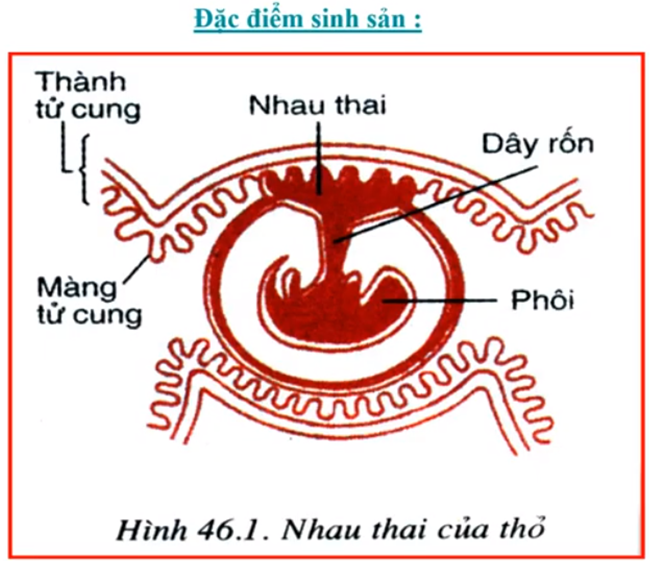 Đặc điểm sinh sản :
Thành
tử cung
Nhau thai
Dây rốn
Màng
tử cung
Phôi
Hình 46.1. Nhau thai của thỏ